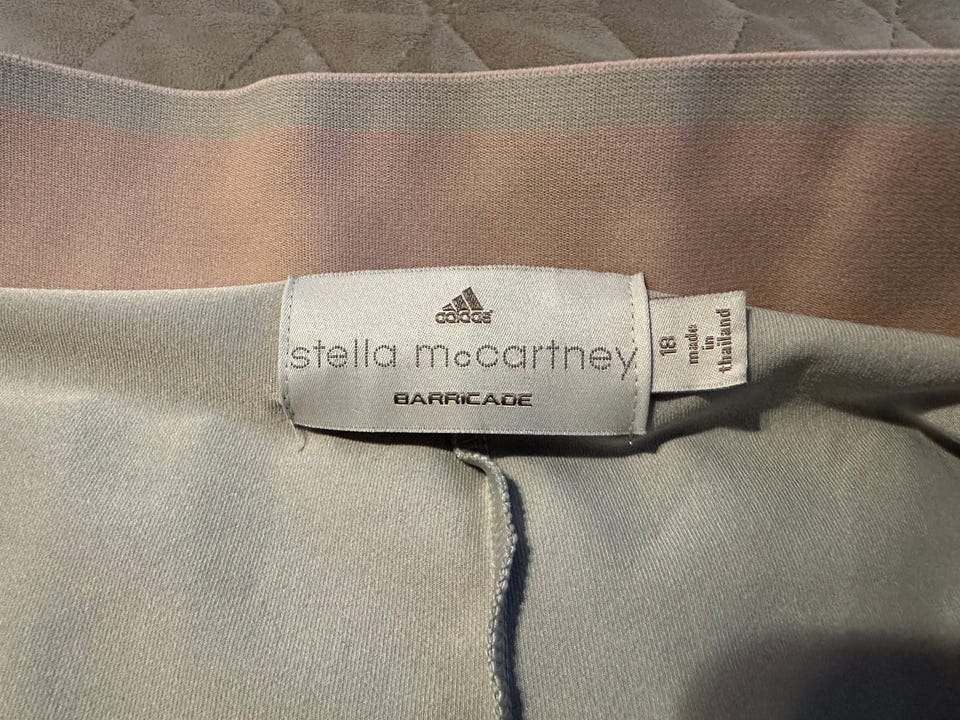 adidas
stella mccartney
BARRICADE
18
made
in
thailand